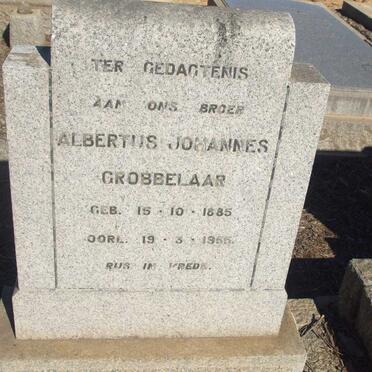 TER GEDAGTENIS
AAN ONS BROER
ALBERTUS JOHANNES
GROBBELAAR
GEB. 15 · 10 · 1885
OORL. 19 · 3 · 1955.
RUS IN VREDE.